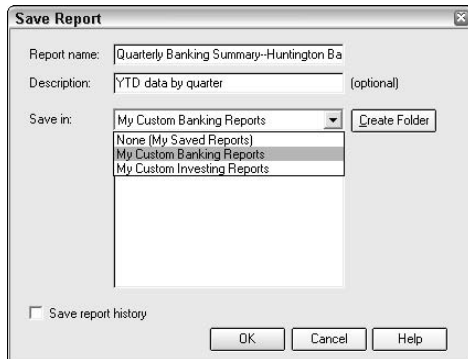 Save Report
Report name: Quarterly Banking Summary--Huntington Ba
Description: YTD data by quarter (optional)
Save in: My Custom Banking Reports Create Folder
None (My Saved Reports)
My Custom Banking Reports
My Custom Investing Reports
Save report history
OK Cancel Help